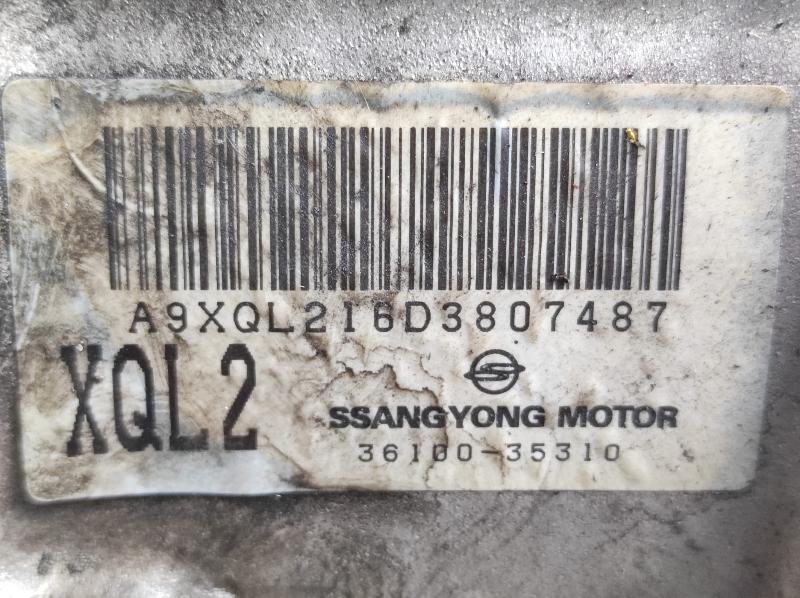 A9XQL216D3807487
XQL2
SSANGYONG MOTOR
36100-35310